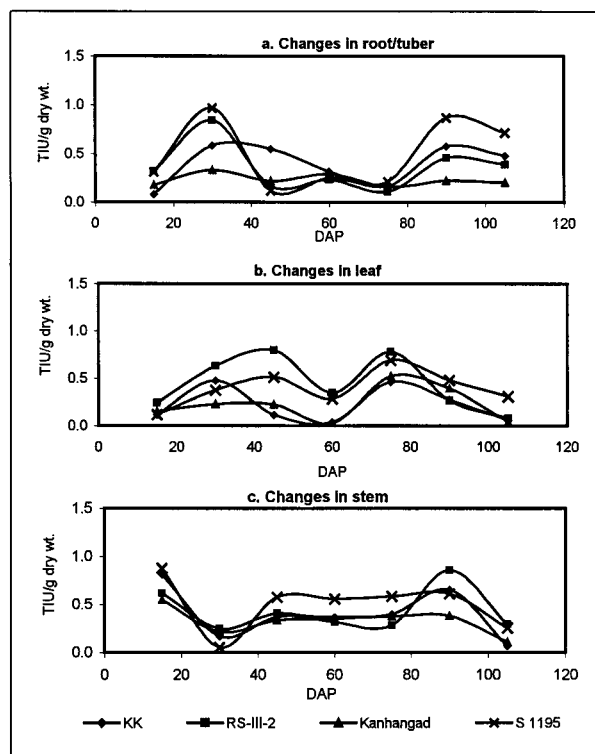 a. Changes in root/tuber
TIU/g dry wt.
1.5
1.0
0.5
0.0
0 20 40 60 80 100 120
DAP
b. Changes in leaf
TIU/g dry wt.
1.5
1.0
0.5
0.0
0 20 40 60 80 100 120
DAP
c. Changes in stem
TIU/g dry wt.
1.5
1.0
0.5
0.0
0 20 40 60 80 100 120
DAP
KK RS-III-2 Kanhangad S 1195